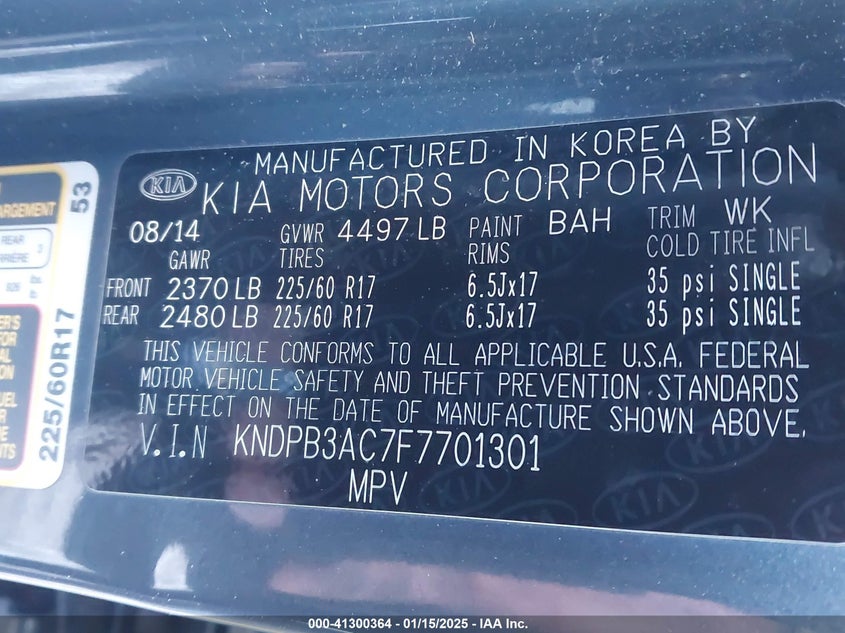 MANUFACTURED IN KOREA BY
KIA KIA MOTORS CORPORATION
08/14 GVWR 4497 LB PAINT BAH TRIM WK
GAWR TIRES RIMS COLD TIRE INFL
FRONT 2370 LB 225/60 R17 6.5Jx17 35 psi SINGLE
REAR 2480 LB 225/60 R17 6.5Jx17 35 psi SINGLE
THIS VEHICLE CONFORMS TO ALL APPLICABLE U.S.A. FEDERAL
MOTOR VEHICLE SAFETY AND THEFT PREVENTION STANDARDS
IN EFFECT ON THE DATE OF MANUFACTURE SHOWN ABOVE.
V.I.N KNDPB3AC7F7701301
MPV
REAR 3
53
225/60R17
000-41300364 - 01/15/2025 - IAA Inc.